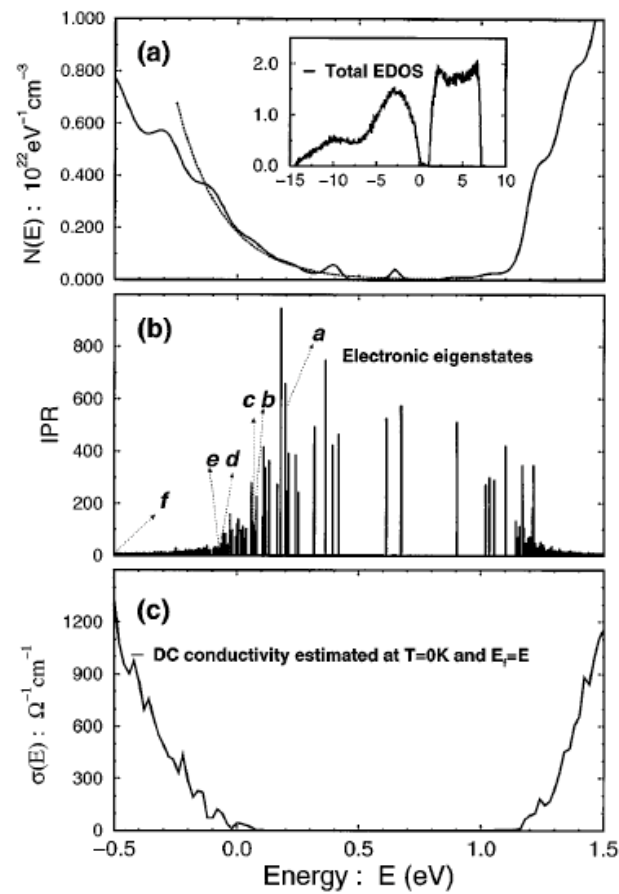 (a)
— Total EDOS
2.0
1.0
0.0
−15 −10 −5 0 5 10
1.000
0.800
0.600
0.400
0.200
0.000
N(E) : 10²²eV⁻¹cm⁻³
(b)
Electronic eigenstates
a
c b
e d
f
800
600
400
200
0
IPR
(c)
— DC conductivity estimated at T=0K and E_f=E
1200
900
600
300
0
σ(E) : Ω⁻¹cm⁻¹
−0.5 0.0 0.5 1.0 1.5
Energy : E (eV)